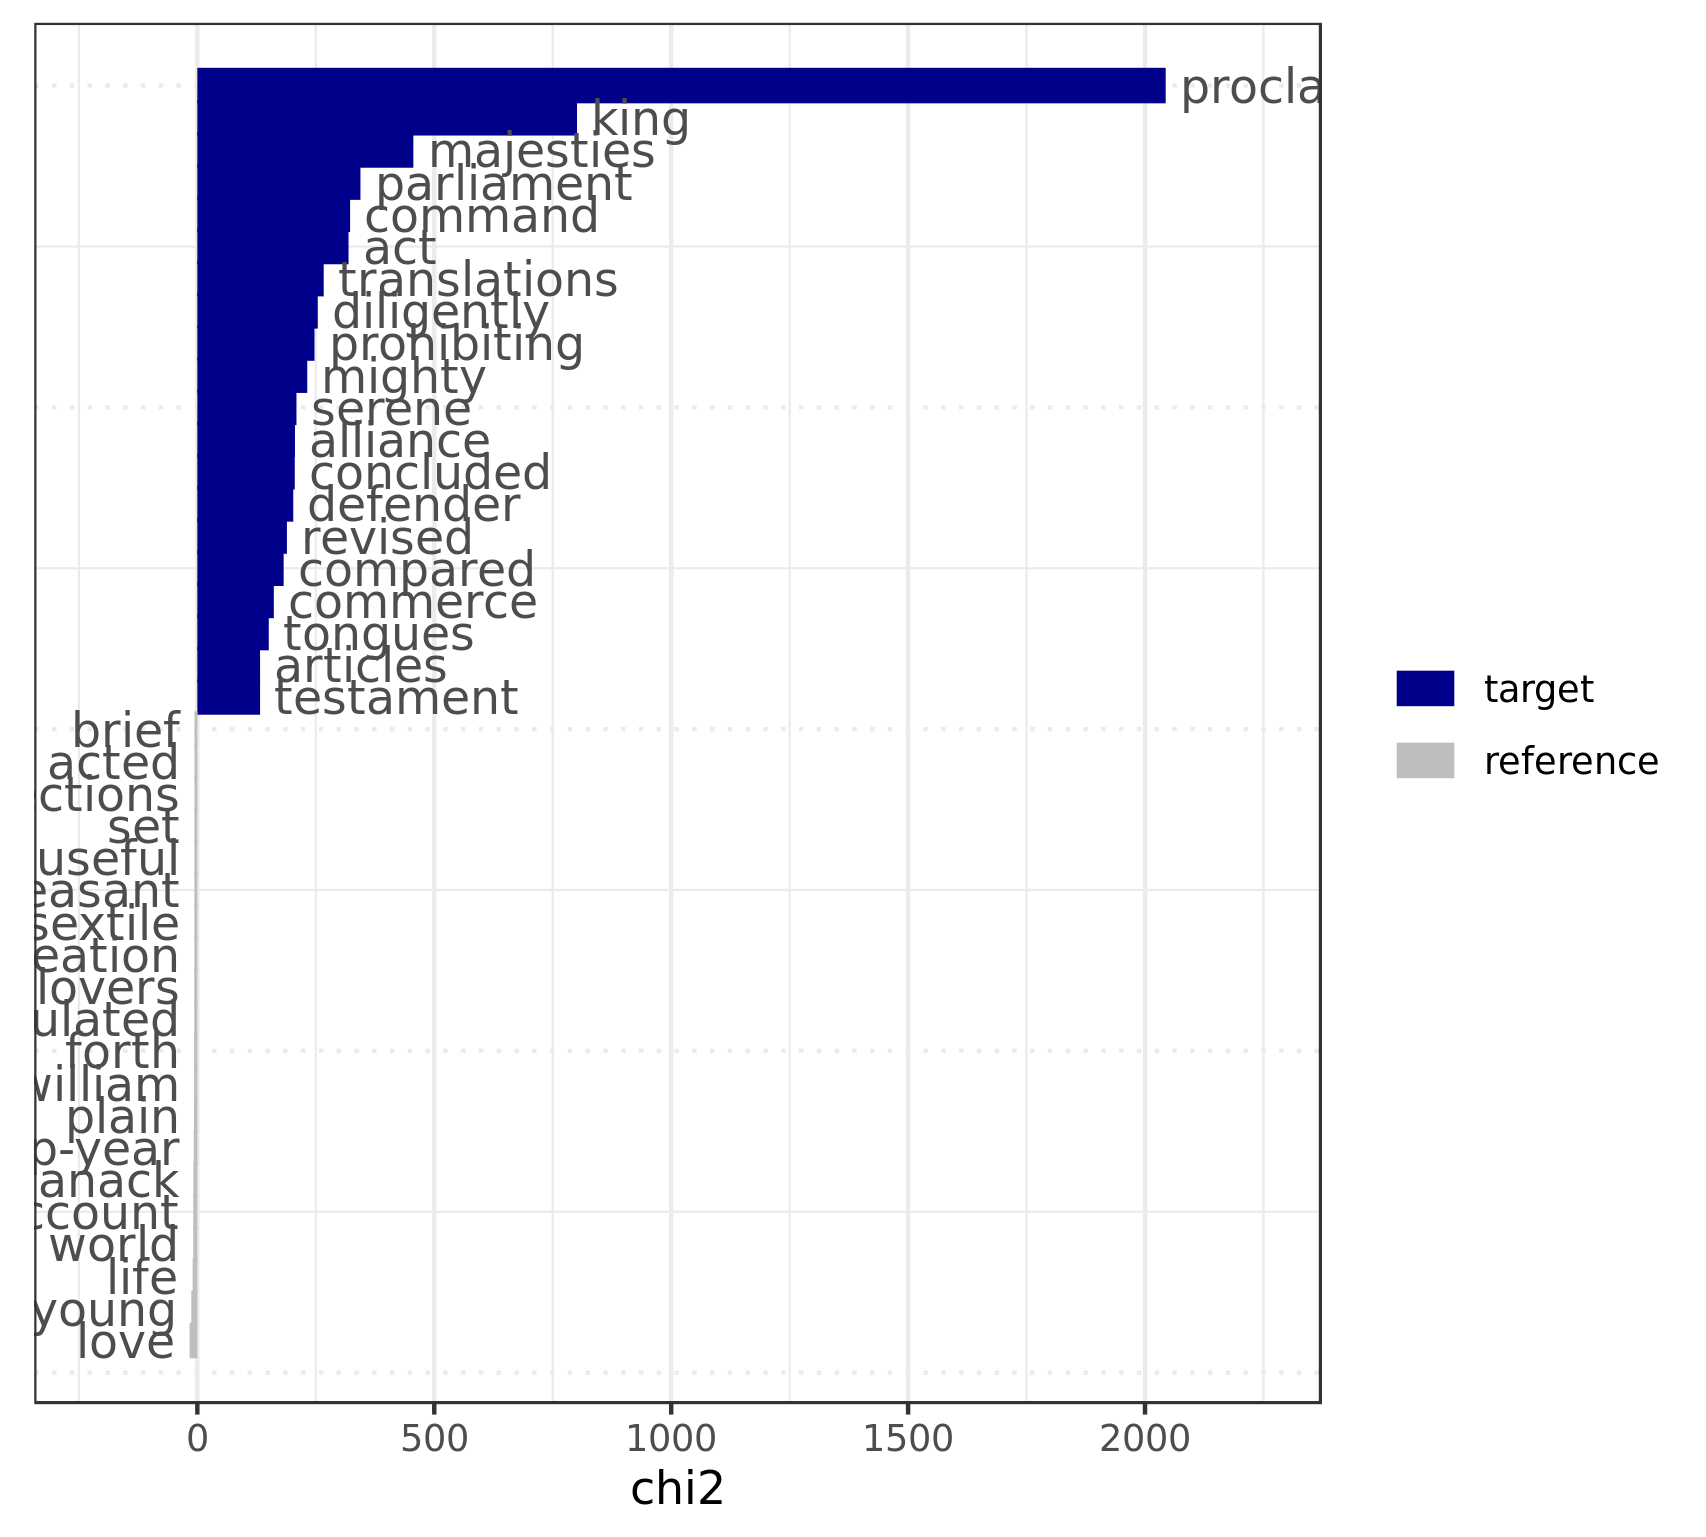 procla
king
majesties
parliament
command
act
translations
diligently
prohibiting
mighty
serene
alliance
concluded
defender
revised
compared
commerce
tongues
articles
testament
brief
acted
ctions
set
useful
easant
sextile
eation
lovers
ulated
forth
william
plain
p-year
anack
ccount
world
life
young
love
target
reference
0 500 1000 1500 2000
chi2